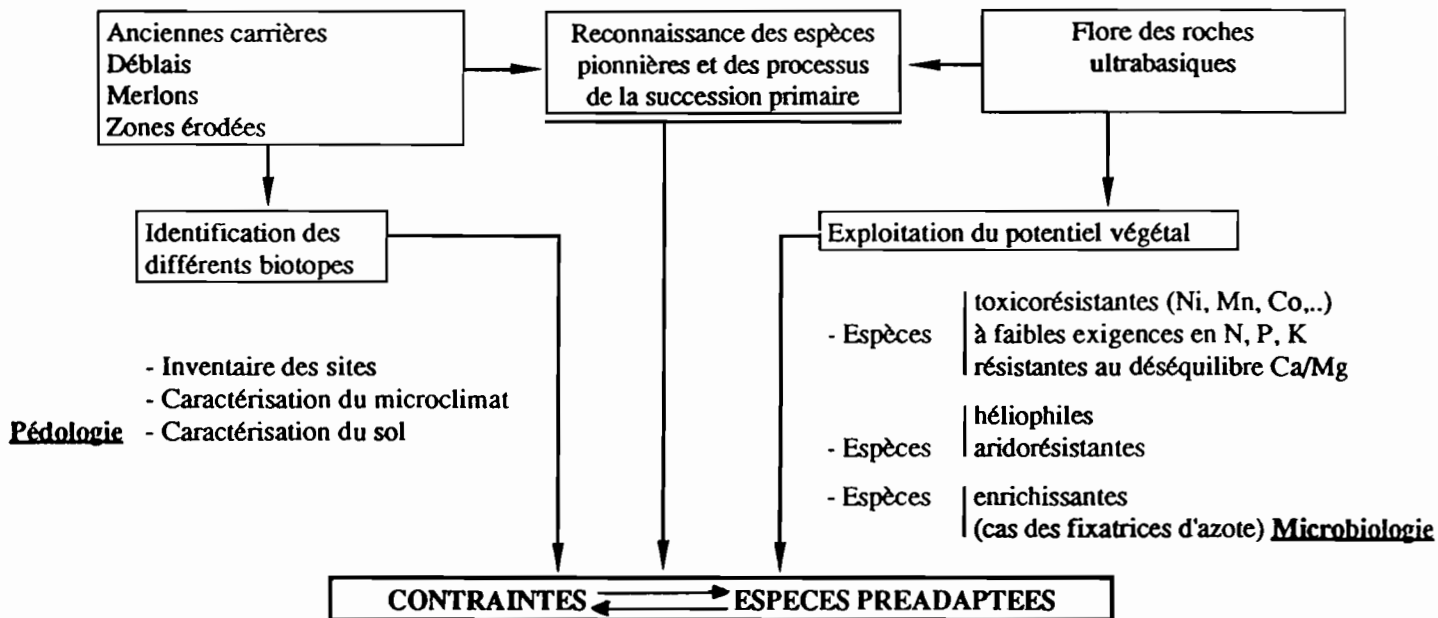 Anciennes carrières
Déblais
Merlons
Zones érodées
Reconnaissance des espèces
pionnières et des processus
de la succession primaire
Flore des roches
ultrabasiques
Identification des
différents biotopes
Exploitation du potentiel végétal
- Inventaire des sites
- Caractérisation du microclimat
Pédologie - Caractérisation du sol
toxicorésistantes (Ni, Mn, Co,..)
- Espèces à faibles exigences en N, P, K
résistantes au déséquilibre Ca/Mg
héliophiles
- Espèces aridorésistantes
- Espèces enrichissantes
(cas des fixatrices d'azote) Microbiologie
CONTRAINTES ESPECES PREADAPTEES